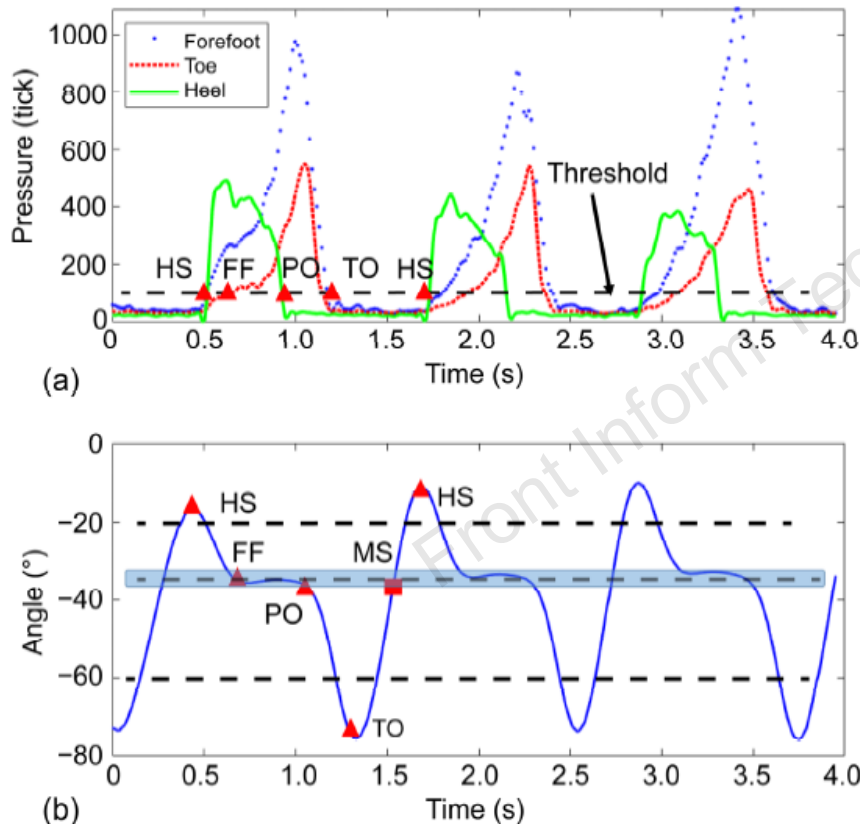 1000
800
600
400
200
0
Pressure (tick)
Forefoot
Toe
Heel
Threshold
HS FF PO TO HS
0 0.5 1.0 1.5 2.0 2.5 3.0 3.5 4.0
Time (s)
(a)
Front Inform Tec
0
−20
−40
−60
−80
Angle (°)
HS
HS
FF
MS
PO
TO
0 0.5 1.0 1.5 2.0 2.5 3.0 3.5 4.0
Time (s)
(b)